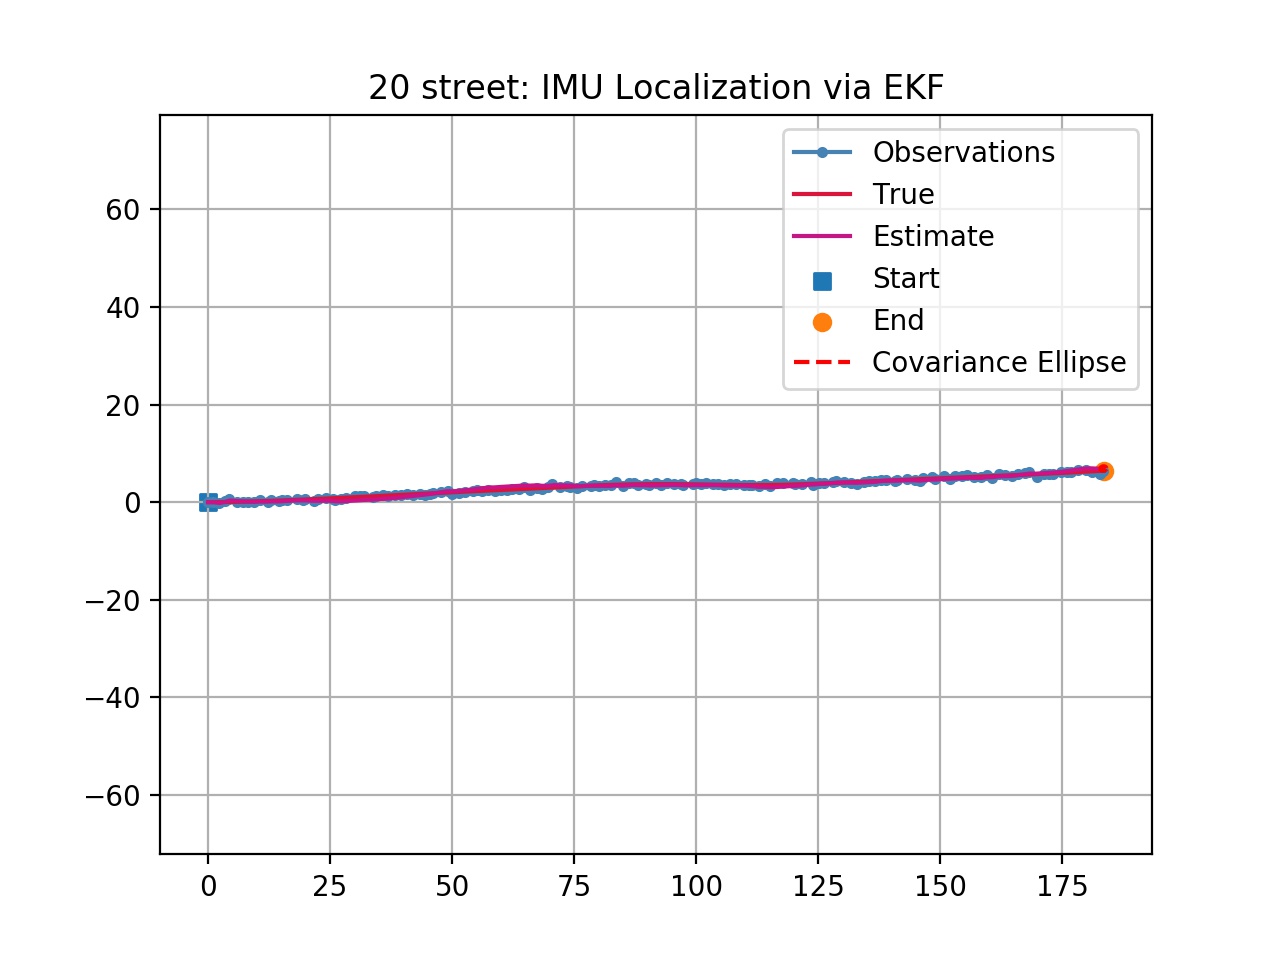 20 street: IMU Localization via EKF
Observations
True
Estimate
Start
End
Covariance Ellipse
60
40
20
0
−20
−40
−60
0 25 50 75 100 125 150 175